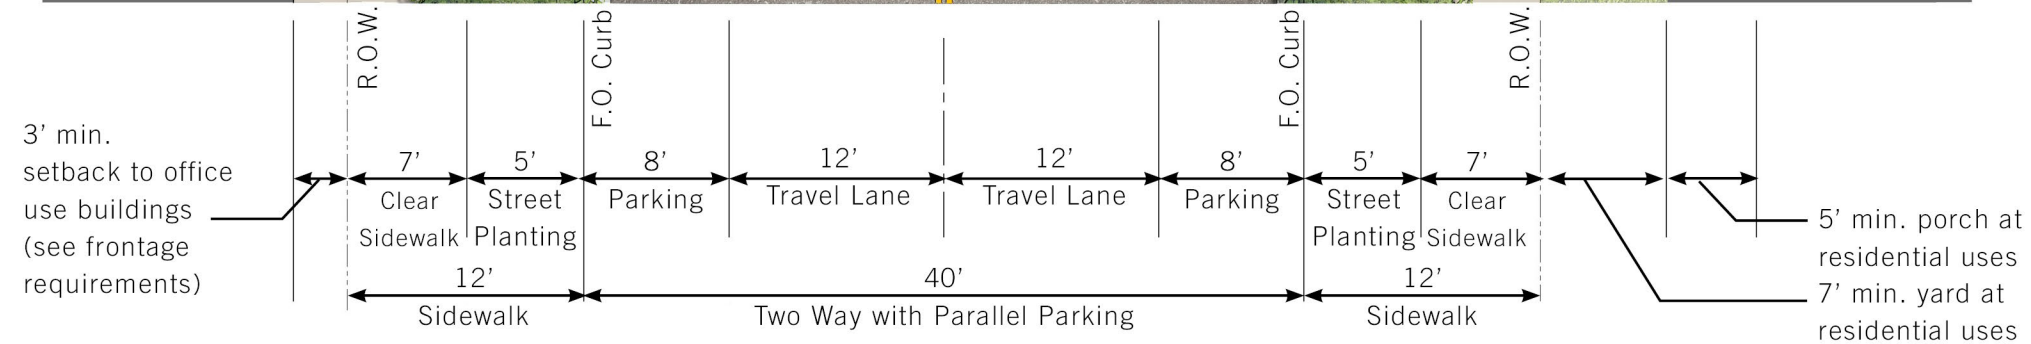 R.O.W.
F.O. Curb
F.O. Curb
R.O.W.
3’ min.
setback to office
use buildings
(see frontage
requirements)
7’
Clear
Sidewalk
5’
Street
Planting
8’
Parking
12’
Travel Lane
12’
Travel Lane
8’
Parking
5’
Street
Planting
7’
Clear
Sidewalk
12’
Sidewalk
40’
Two Way with Parallel Parking
12’
Sidewalk
5’ min. porch at
residential uses
7’ min. yard at
residential uses